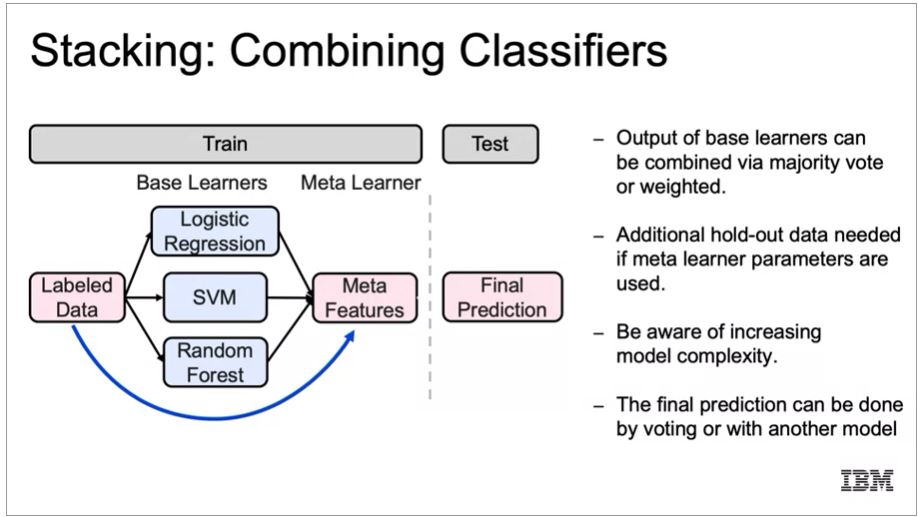 Stacking: Combining Classifiers
Train
Test
Base Learners
Meta Learner
Logistic
Regression
Labeled
Data
SVM
Meta
Features
Final
Prediction
Random
Forest
– Output of base learners can
be combined via majority vote
or weighted.
– Additional hold-out data needed
if meta learner parameters are
used.
– Be aware of increasing
model complexity.
– The final prediction can be done
by voting or with another model
IBM